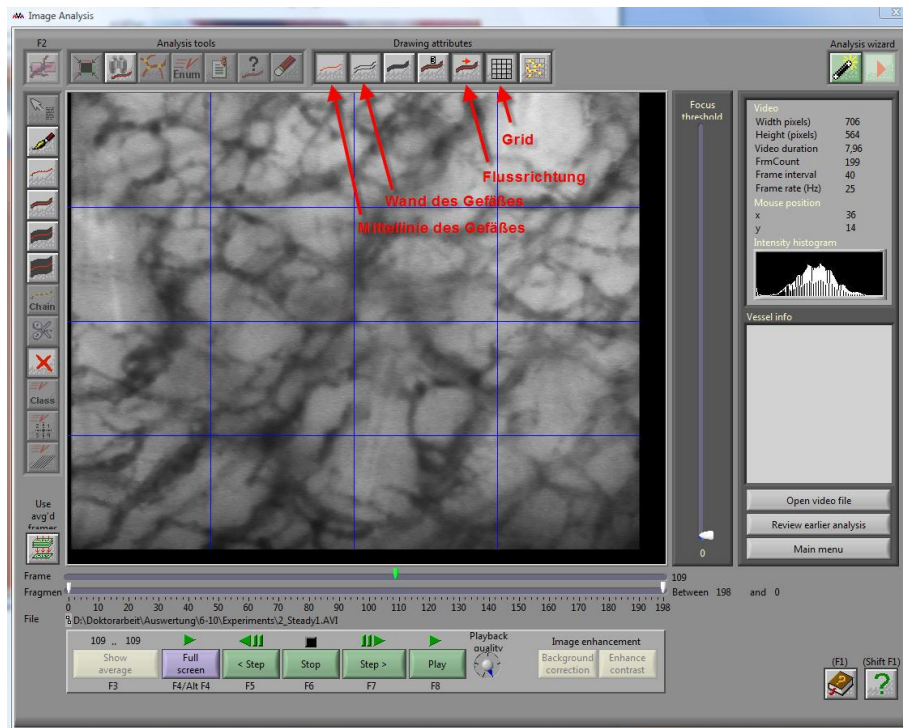 Image Analysis
F2
Analysis tools
Drawing attributes
Analysis wizard
Enum
?
B
Focus
threshold
Grid
Flussrichtung
Wand des Gefäßes
Mittellinie des Gefäßes
Video
Width pixels) 706
Height (pixels) 564
Video duration 7,96
FrmCount 199
Frame interval 40
Frame rate (Hz) 25
Mouse position
x 36
y 14
Intensity histogram
Vessel info
Chain
Class
Use
avg'd
frames
0
Open video file
Review earlier analysis
Main menu
Frame
109
Fragmen
Between 198 and 0
0 10 20 30 40 50 60 70 80 90 100 110 120 130 140 150 160 170 180 190 198
File
D:\Doktorarbeit\Auswertung\6-10\Experiments\2_Steady1.AVI
109 .. 109
Playback
quality
Image enhancement
Show
average
Full
screen
< Step
Stop
Step >
Play
Background
correction
Enhance
contrast
F3
F4/Alt F4
F5
F6
F7
F8
(F1)
(Shift F1)
?